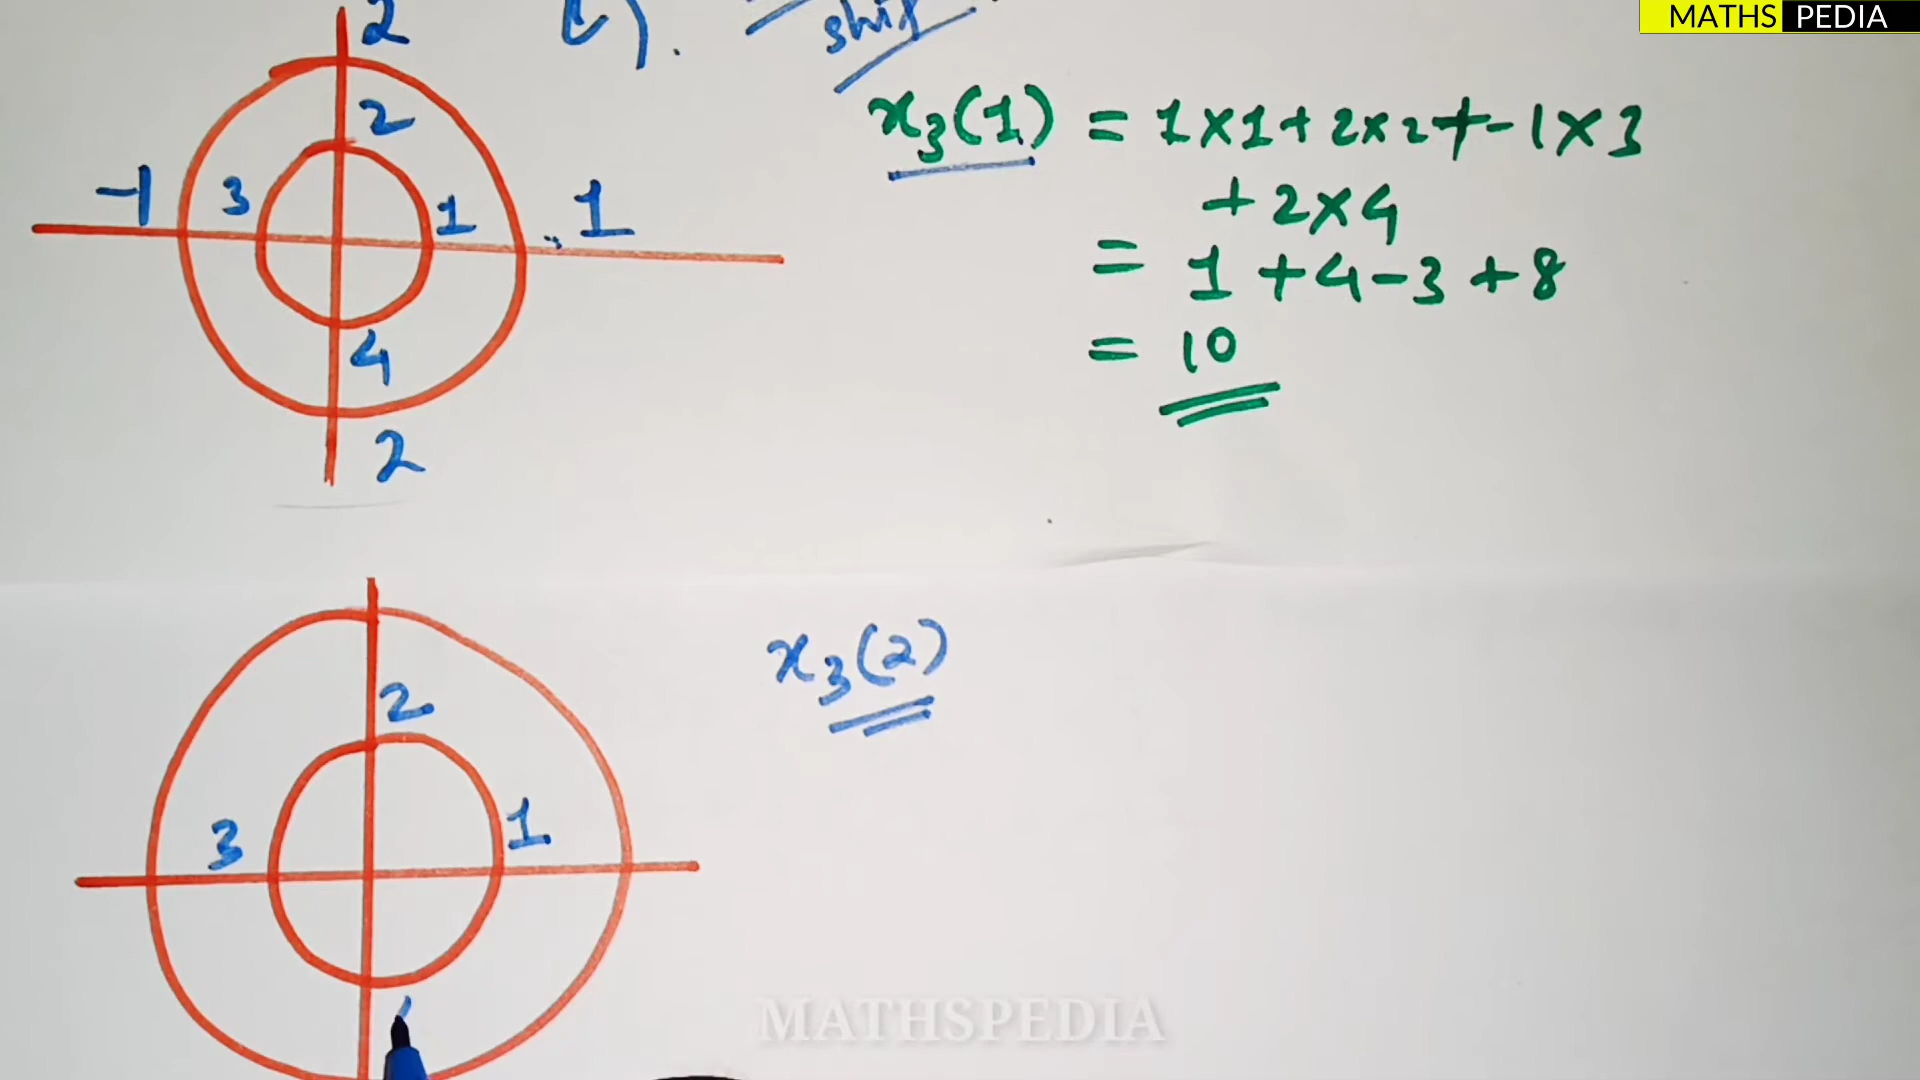 MATHS PEDIA
2
shif
2
x₃(1) = 1×1+2×2+-1×3
+2×4
-1 3 1 1
= 1+4-3+8
= 10
4
2
x₃(2)
2
3 1
MATHSPEDIA